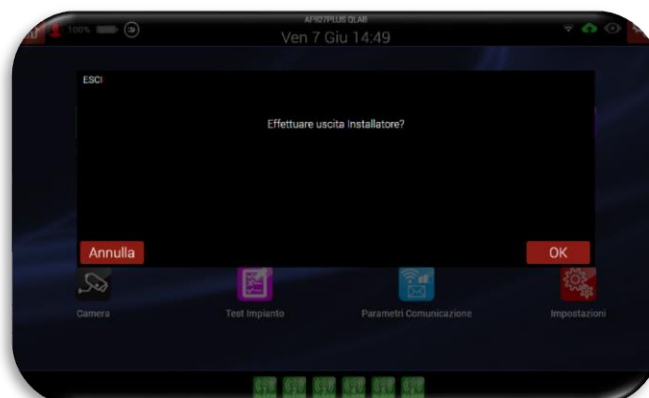 AF927PLUS QLAB
100%
Ven 7 Giu 14:49
ESCI
Effettuare uscita Installatore?
Annulla
OK
Camera
Test Impianto
Parametri Comunicazione
Impostazioni